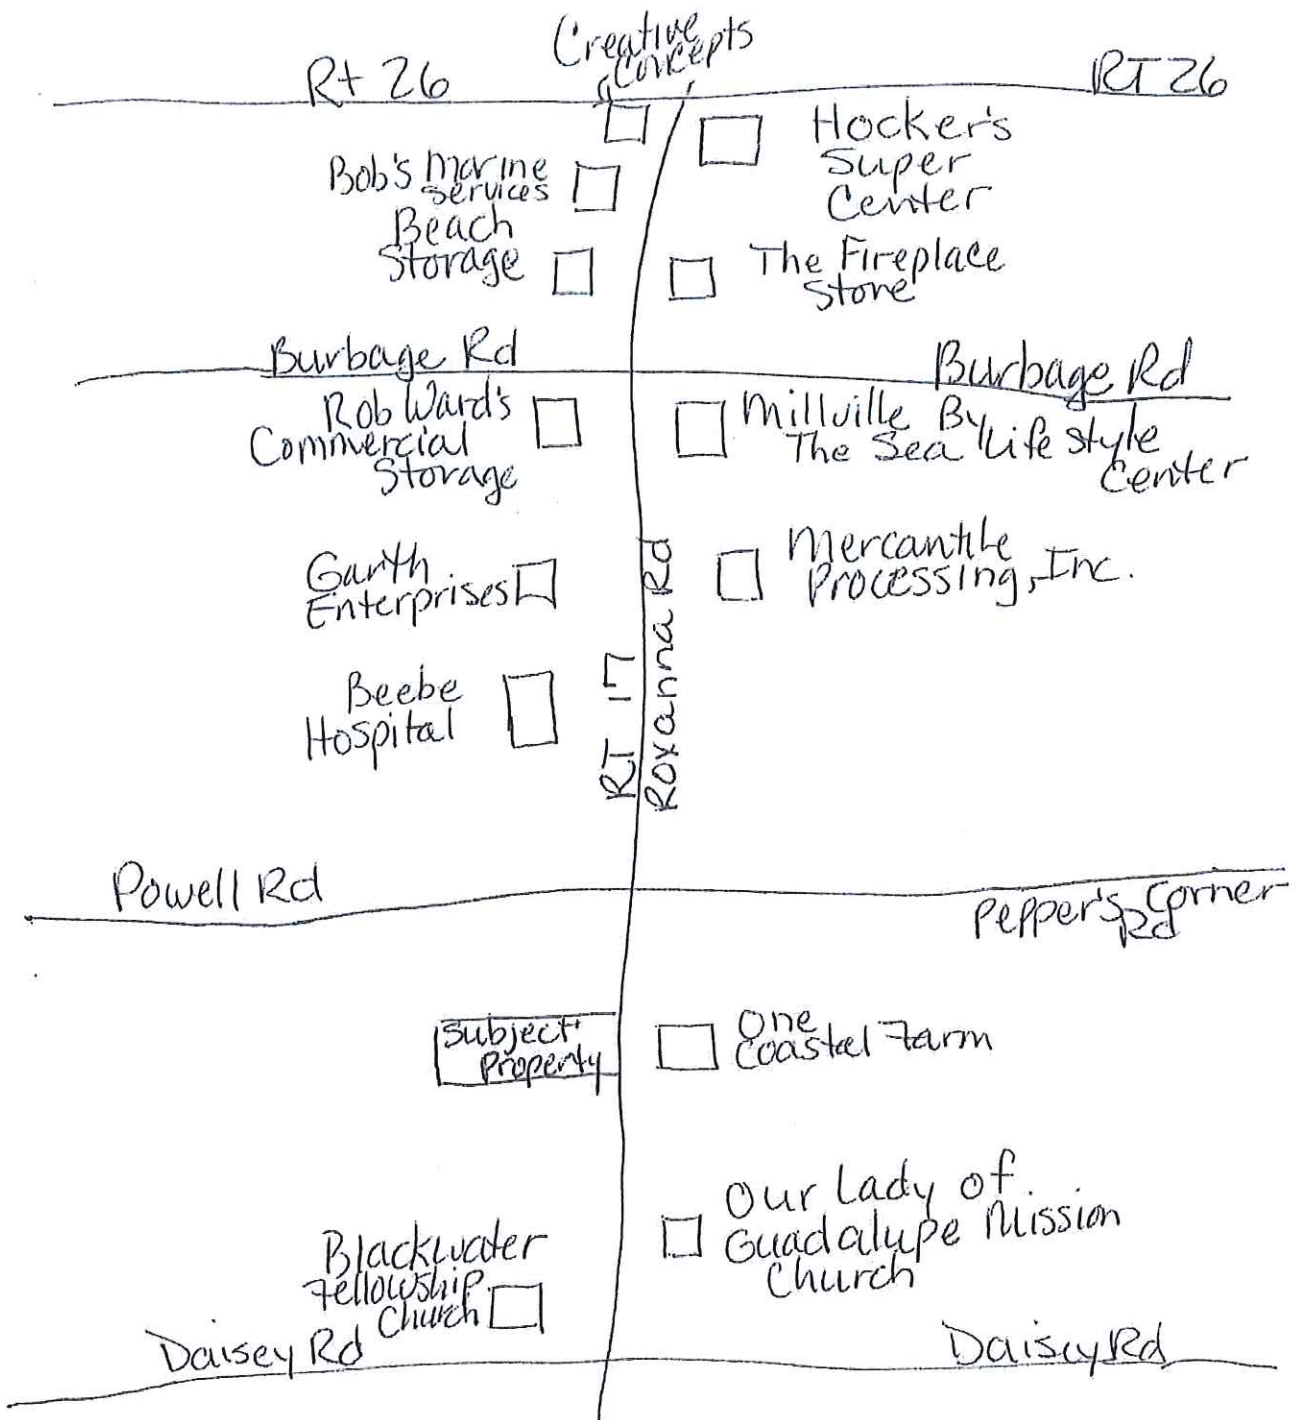 Creative
Concepts
Rt 26
RT 26
Hocker's
Super
Center
Bob's Marine
Services
Beach
Storage
The Fireplace
Store
Burbage Rd
Burbage Rd
Rob Ward's
Commercial
Storage
Millville By
The Sea Lifestyle
Center
Garth
Enterprises
Mercantile
Processing, Inc.
Beebe
Hospital
RT 17
Roxanna Rd
Powell Rd
Pepper's Corner
Rd
Subject
Property
One
Coastal Farm
Our Lady of
Guadalupe Mission
Church
Blackwater
Fellowship
Church
Daisey Rd
Daisey Rd